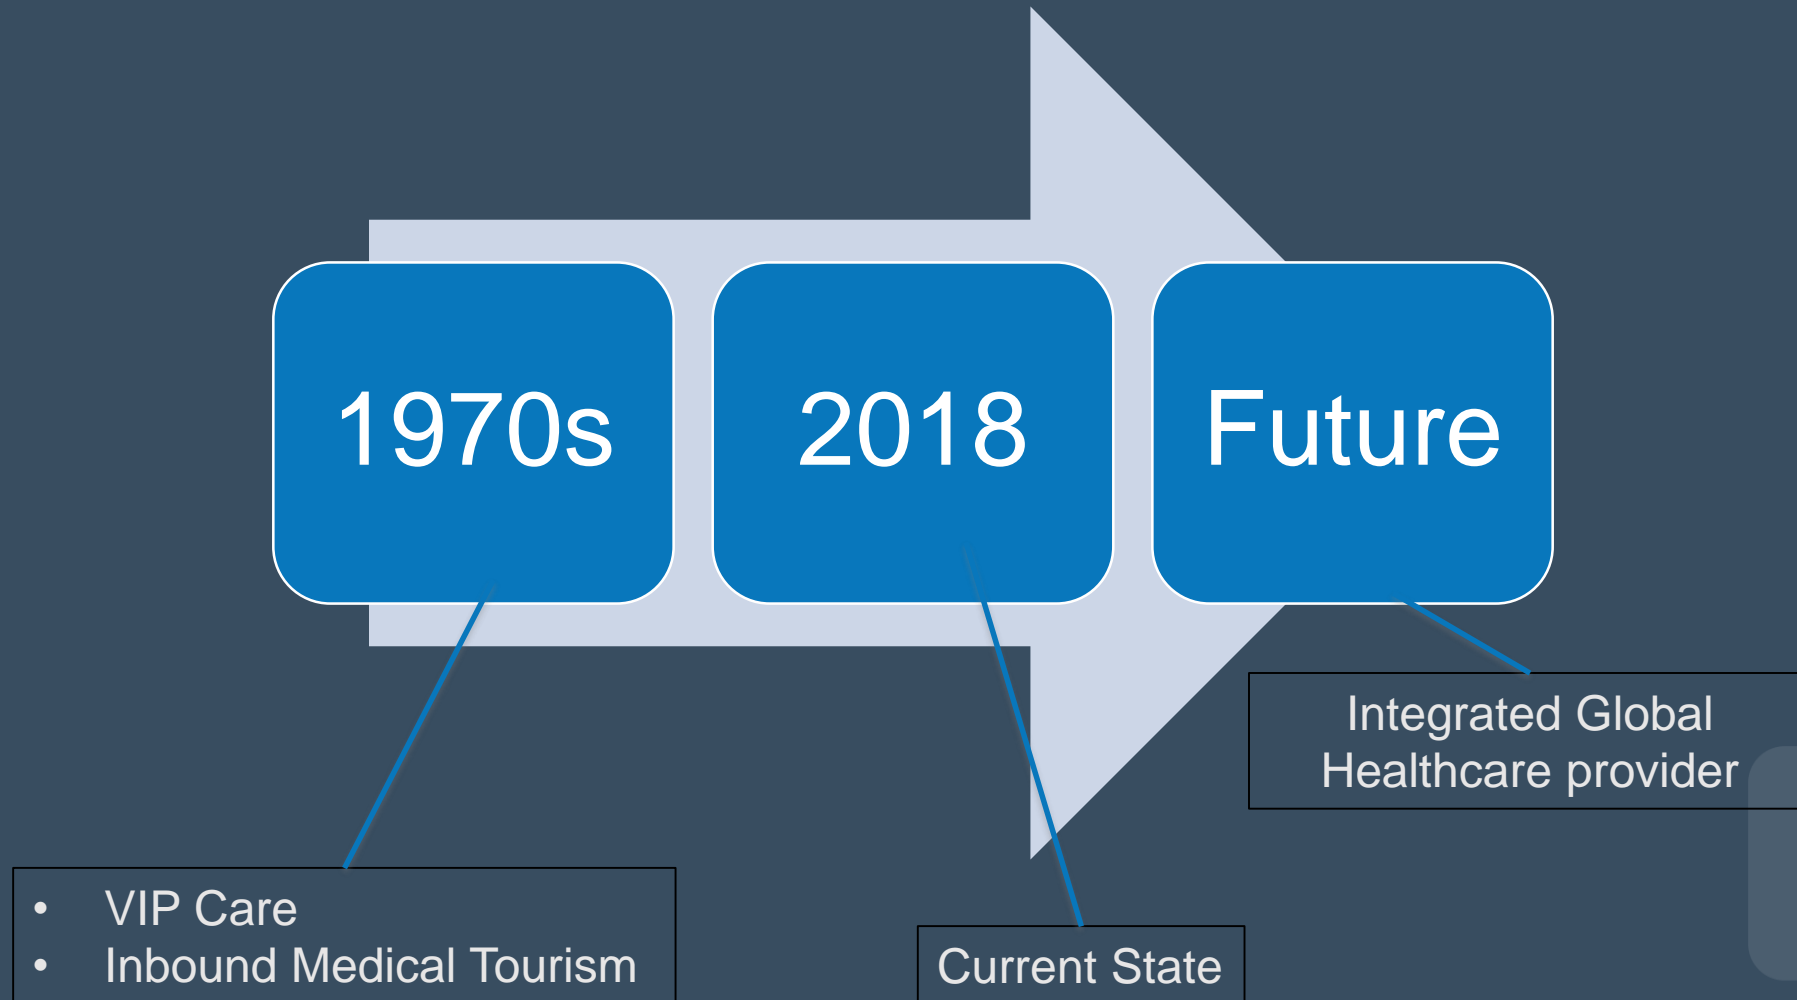 1970s
2018
Future
Integrated Global
Healthcare provider
• VIP Care
• Inbound Medical Tourism
Current State